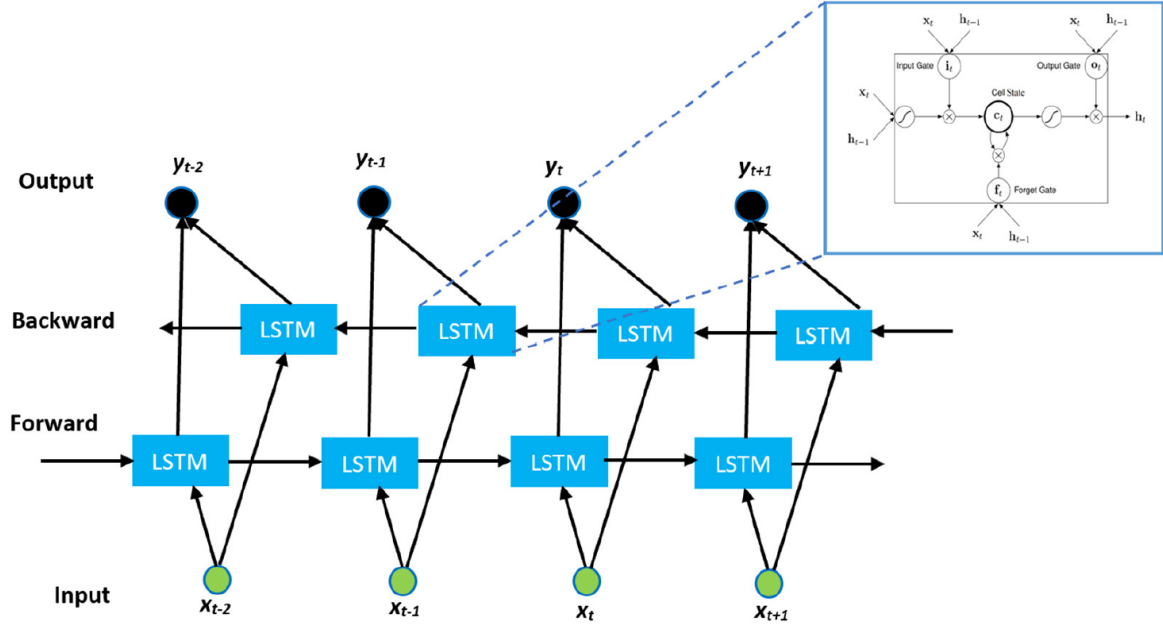 x_t h_{t-1} x_t h_{t-1}
Input Gate i_t Output Gate o_t
Cell State
x_t
c_t h_t
h_{t-1}
f_t Forget Gate
x_t h_{t-1}
y_{t-2} y_{t-1} y_t y_{t+1}
Output
Backward LSTM LSTM LSTM LSTM
Forward
LSTM LSTM LSTM LSTM
Input
x_{t-2} x_{t-1} x_t x_{t+1}